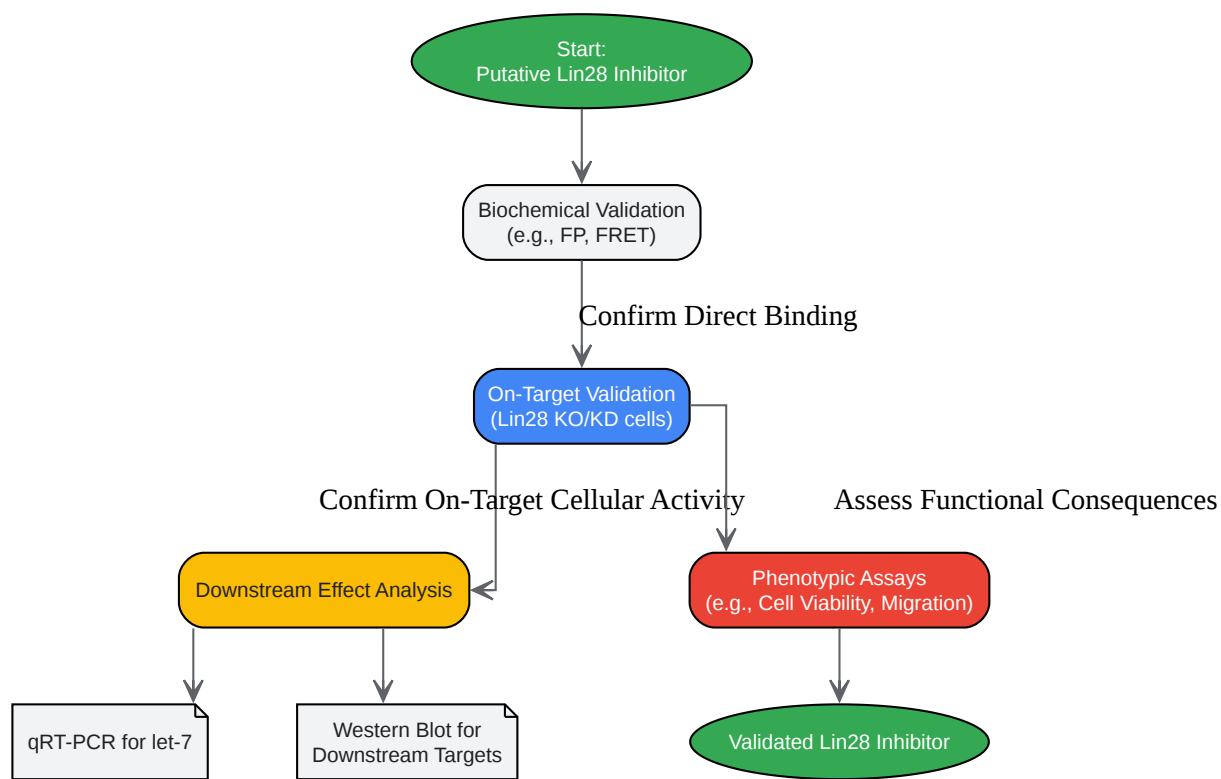 Start:
Putative Lin28 Inhibitor
Biochemical Validation
(e.g., FP, FRET)
Confirm Direct Binding
On-Target Validation
(Lin28 KO/KD cells)
Confirm On-Target Cellular Activity
Assess Functional Consequences
Downstream Effect Analysis
Phenotypic Assays
(e.g., Cell Viability, Migration)
qRT-PCR for let-7
Western Blot for
Downstream Targets
Validated Lin28 Inhibitor